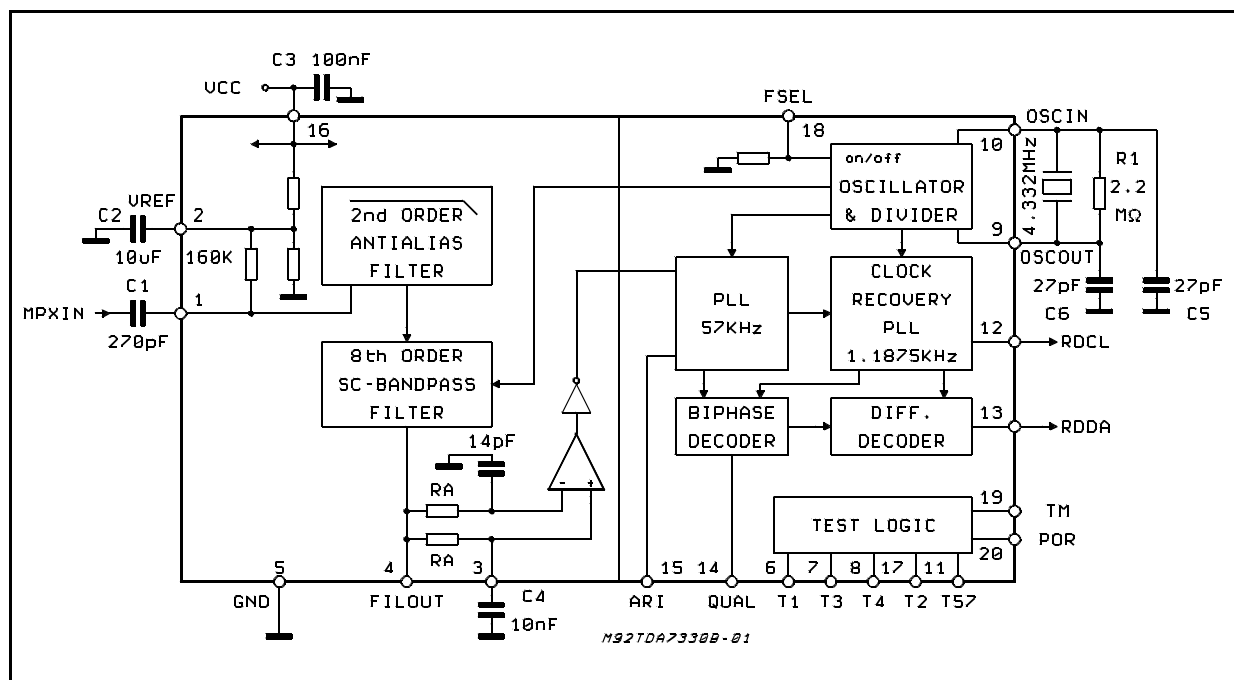 C3 100nF
VCC
FSEL
16
18
OSCIN
10
on/off
OSCILLATOR
& DIVIDER
4.332MHz
R1
2.2
MΩ
9
OSCOUT
C2
VREF
2
10uF
160K
2nd ORDER
ANTIALIAS
FILTER
C1
1
MPXIN
270pF
PLL
57KHz
CLOCK
RECOVERY
PLL
1.1875KHz
27pF
C6
27pF
C5
12
RDCL
8th ORDER
SC-BANDPASS
FILTER
BIPHASE
DECODER
DIFF.
DECODER
13
RDDA
14pF
- +
RA
RA
TEST LOGIC
19
TM
POR
20
5
4
3
15
14
6
7
8
17
11
GND
FILOUT
C4
10nF
ARI
QUAL
T1
T3
T4
T2
T57
M92TDA7330B-01